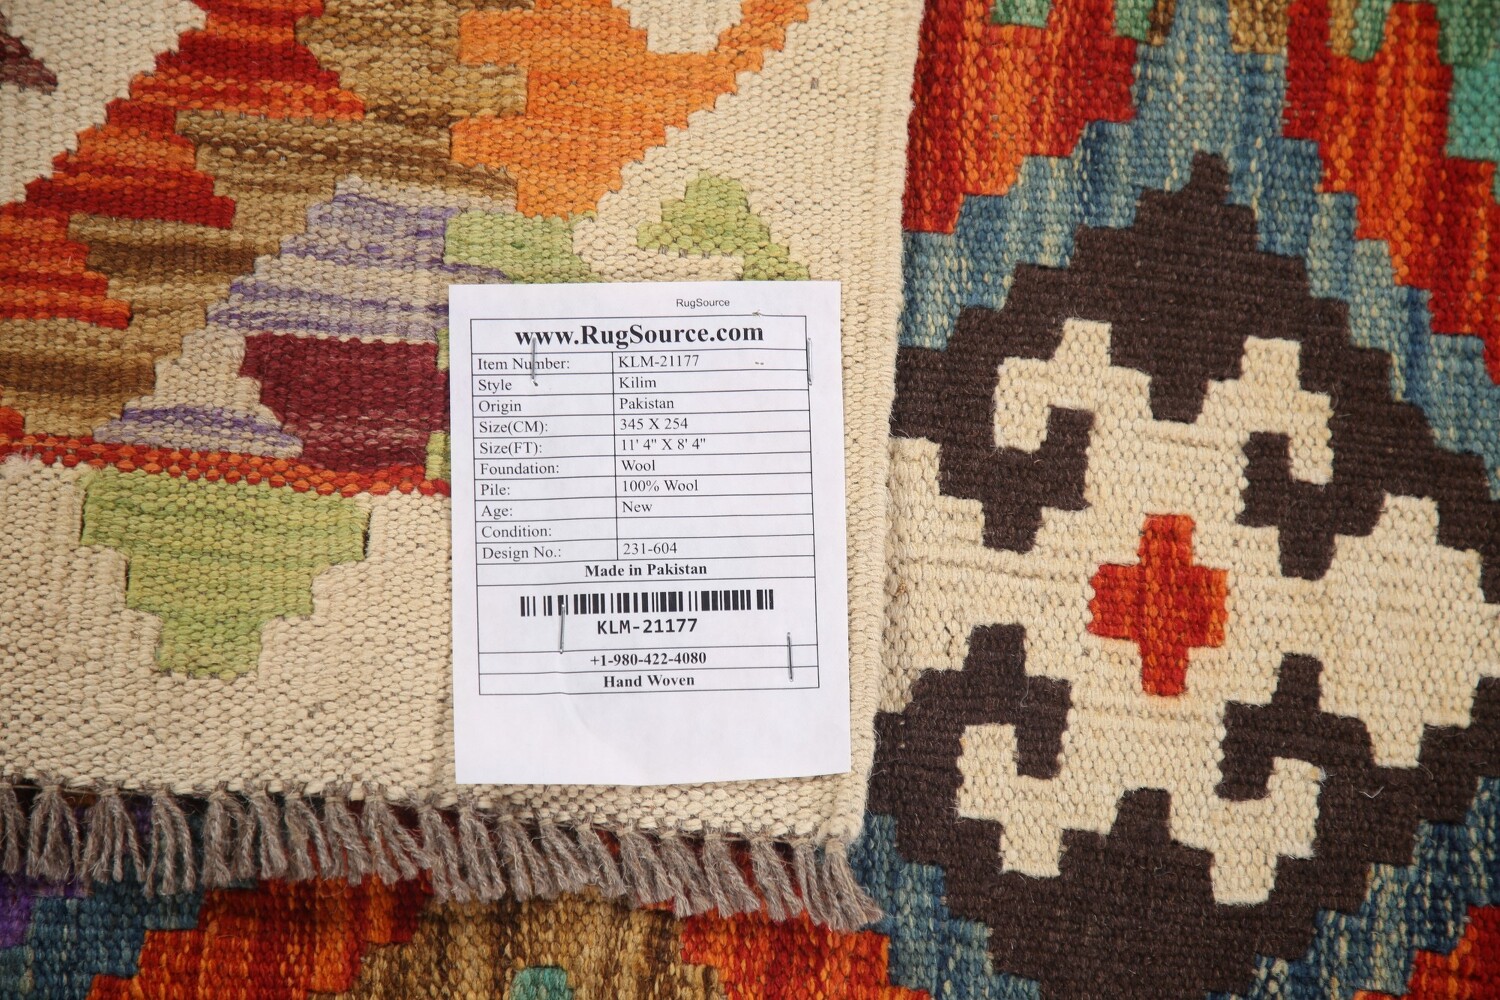 RugSource
www.RugSource.com
Item Number: KLM-21177
Style Kilim
Origin Pakistan
Size(CM): 345 X 254
Size(FT): 11' 4" X 8' 4"
Foundation: Wool
Pile: 100% Wool
Age: New
Condition:
Design No.: 231-604
Made in Pakistan
KLM-21177
+1-980-422-4080
Hand Woven